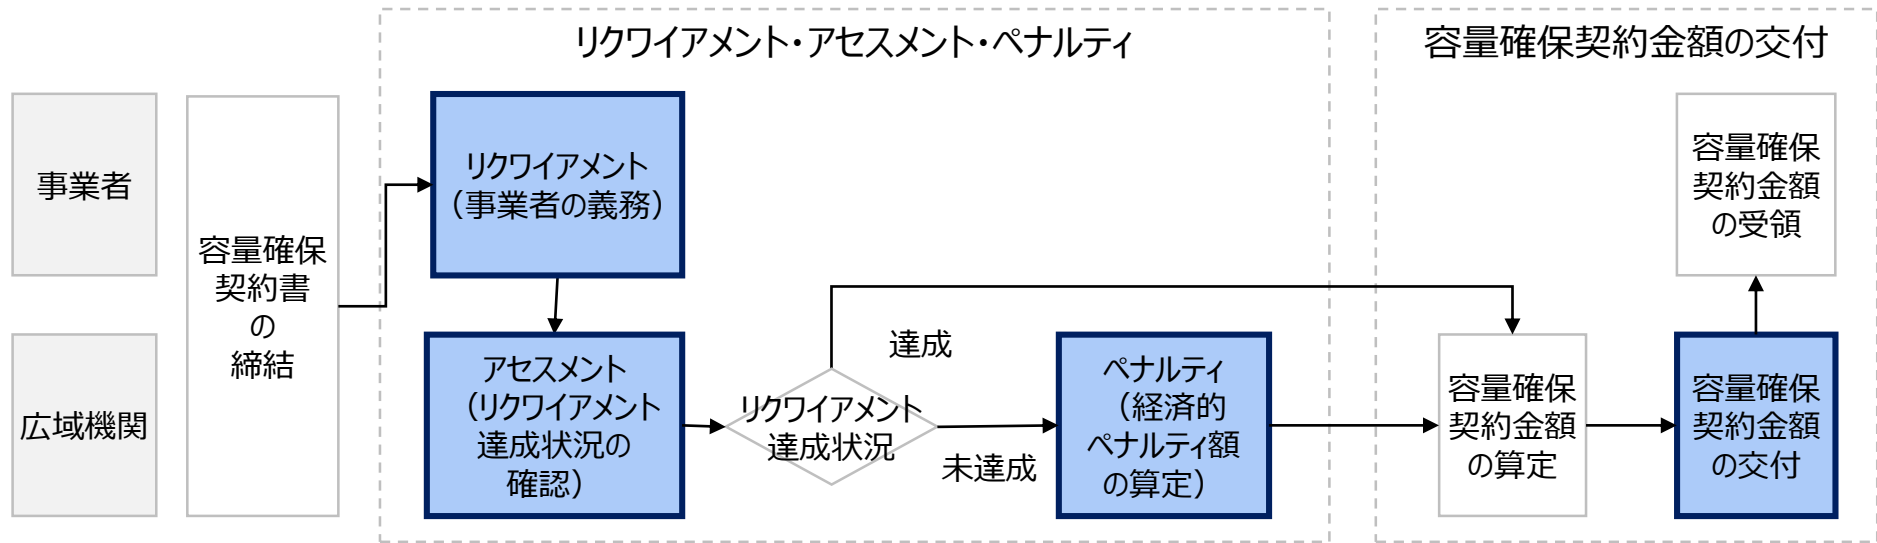 リクワイアメント・アセスメント・ペナルティ
容量確保契約金額の交付
事業者
広域機関
容量確保
契約書
の
締結
リクワイアメント
（事業者の義務）
アセスメント
（リクワイアメント
達成状況の
確認）
リクワイアメント
達成状況
達成
未達成
ペナルティ
（経済的
ペナルティ額
の算定）
容量確保
契約金額
の算定
容量確保
契約金額
の交付
容量確保
契約金額
の受領